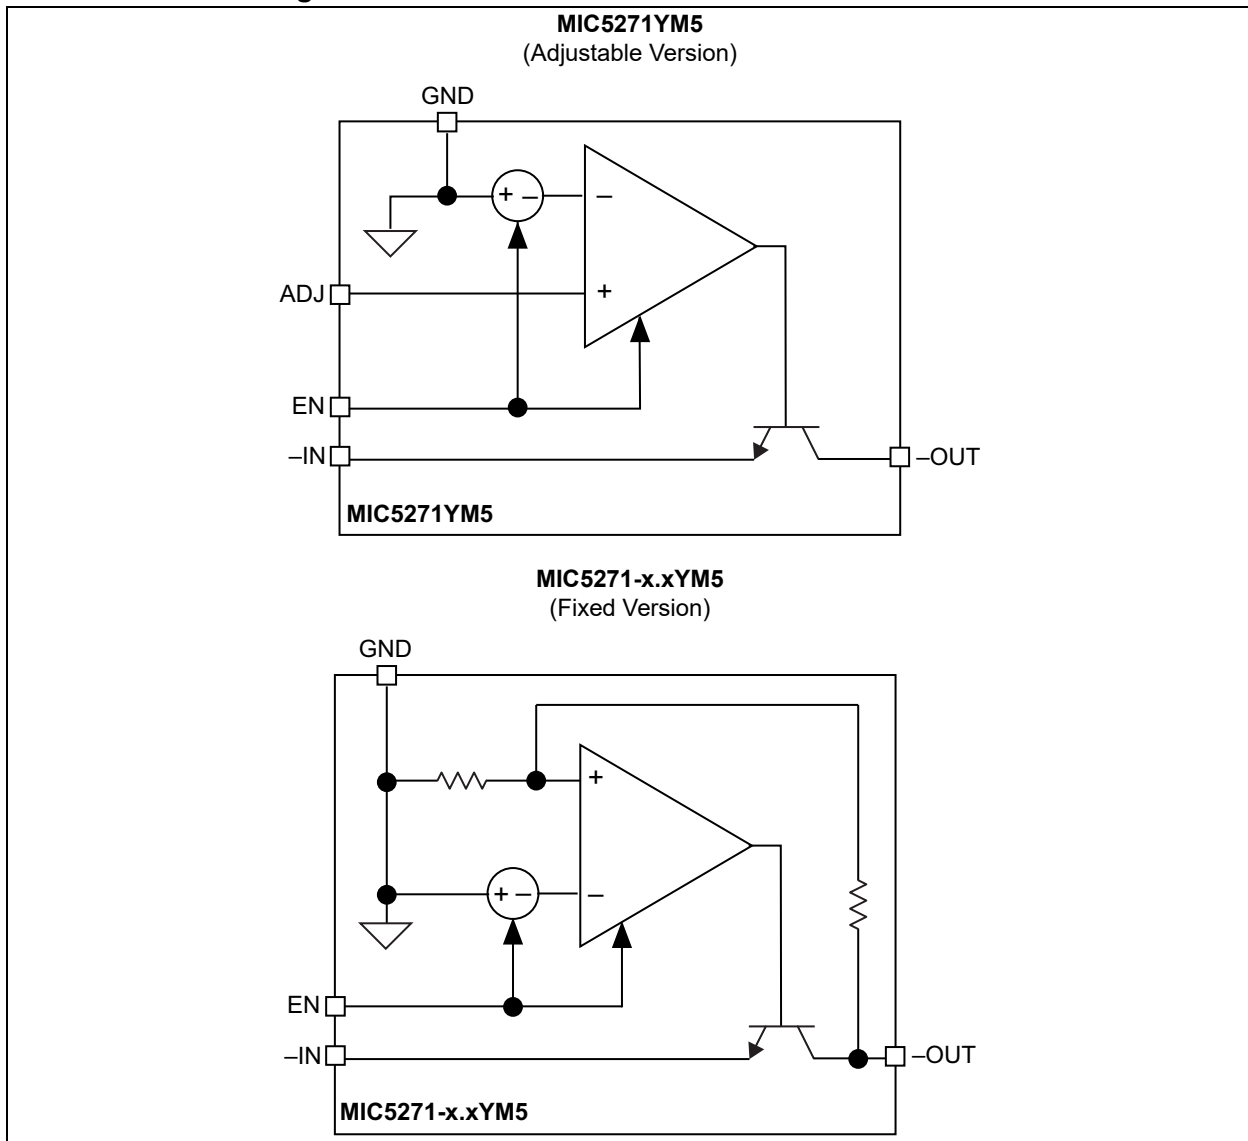 MIC5271YM5
(Adjustable Version)
GND
+ –
–
ADJ
+
EN
–IN
–OUT
MIC5271YM5
MIC5271-x.xYM5
(Fixed Version)
GND
+
+ –
–
EN
–IN
–OUT
MIC5271-x.xYM5